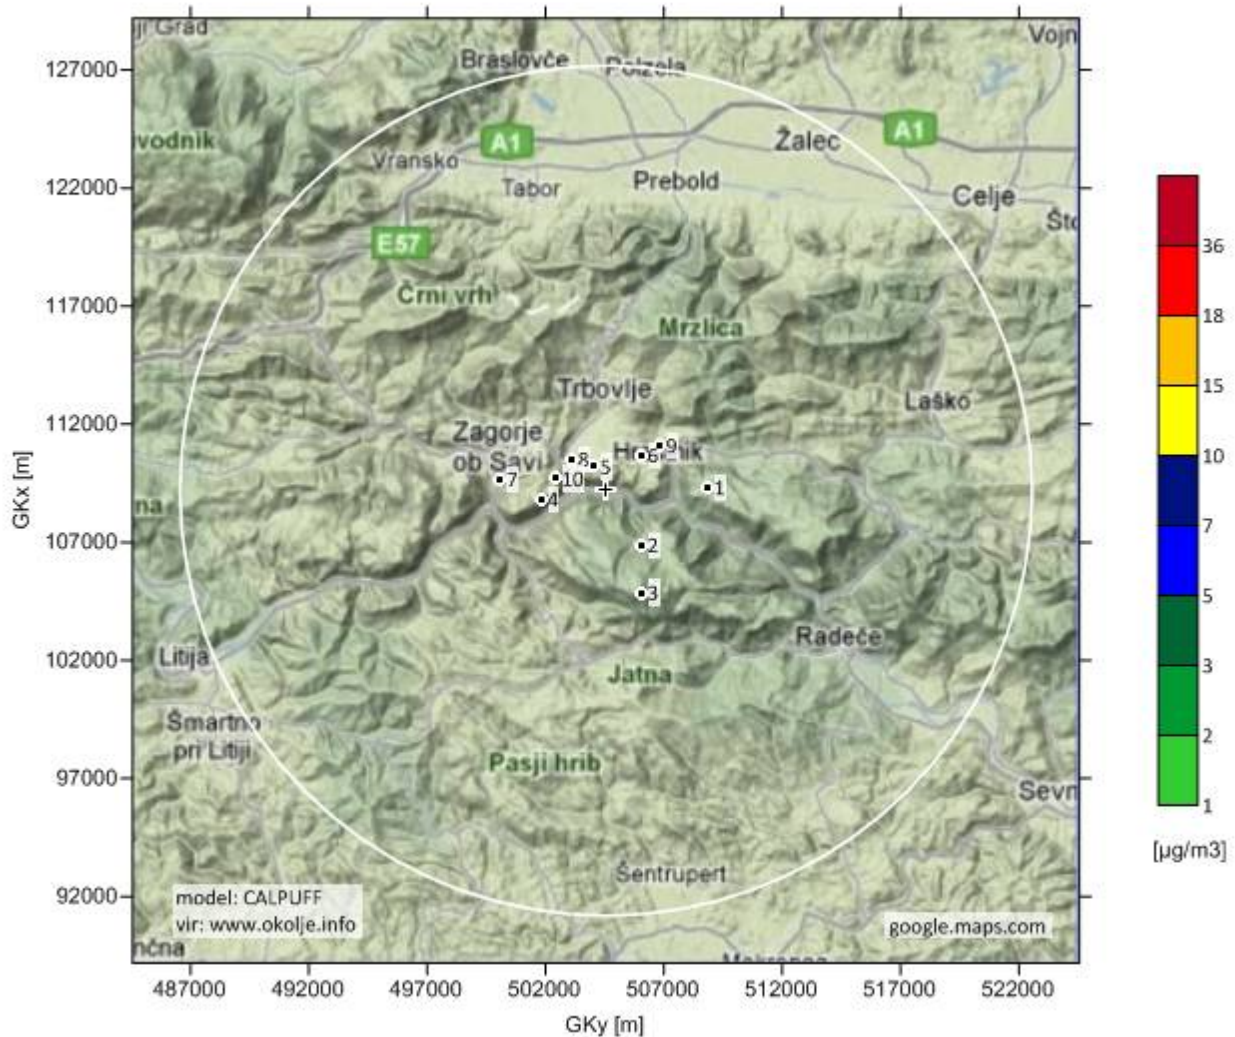 Braslovče
Polzela
127000
A1
Žalec
A1
Vransko
Tabor
Prebold
122000
Celje
E57
Črni vrh
117000
Mrzlica
36
18
15
10
7
5
3
2
1
[µg/m3]
Trbovlje
Laško
112000
Zagorje
ob Savi
9
6
8
5
7
10
4
1
GKx [m]
107000
2
3
Radeče
Litija
102000
Jatna
Šmartno
pri Litiji
Pasji hrib
97000
Šentrupert
92000
model: CALPUFF
vir: www.okolje.info
google.maps.com
487000 492000 497000 502000 507000 512000 517000 522000
GKy [m]